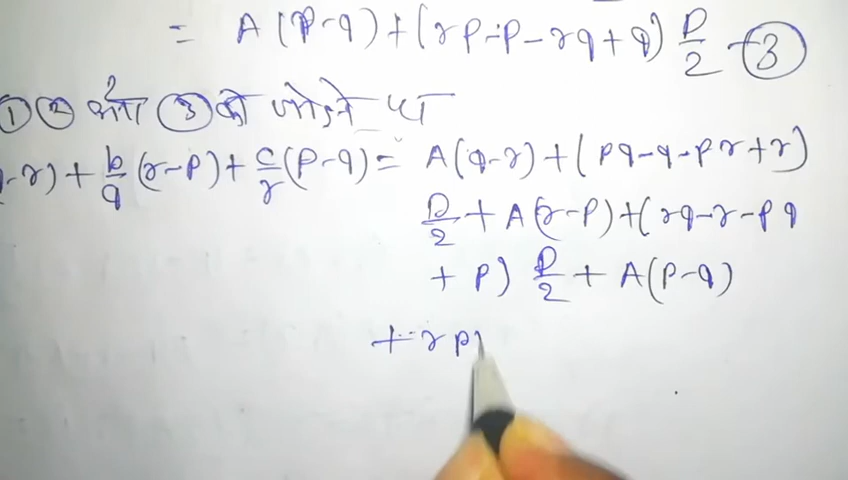 = A(p-q)+(rp-p-rq+q) D/2 -③
① ② और ③ को जोड़ने पर
-r)+b/q(r-p)+c/r(p-q)= A(q-r)+(pq-q-pr+r)
D/2+A(r-p)+(rq-r-pq
+p) D/2+A(p-q)
+rp